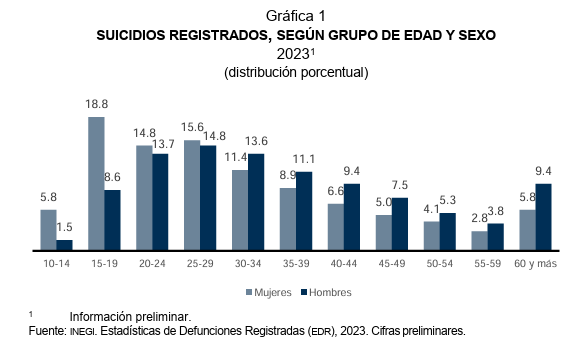 Gráfica 1
SUICIDIOS REGISTRADOS, SEGÚN GRUPO DE EDAD Y SEXO
2023¹
(distribución porcentual)
5.8 1.5 18.8 8.6 14.8 13.7 15.6 14.8 11.4 13.6 8.9 11.1 6.6 9.4 5.0 7.5 4.1 5.3 2.8 3.8 5.8 9.4
10-14 15-19 20-24 25-29 30-34 35-39 40-44 45-49 50-54 55-59 60 y más
Mujeres Hombres
¹ Información preliminar.
Fuente: INEGI. Estadísticas de Defunciones Registradas (EDR), 2023. Cifras preliminares.